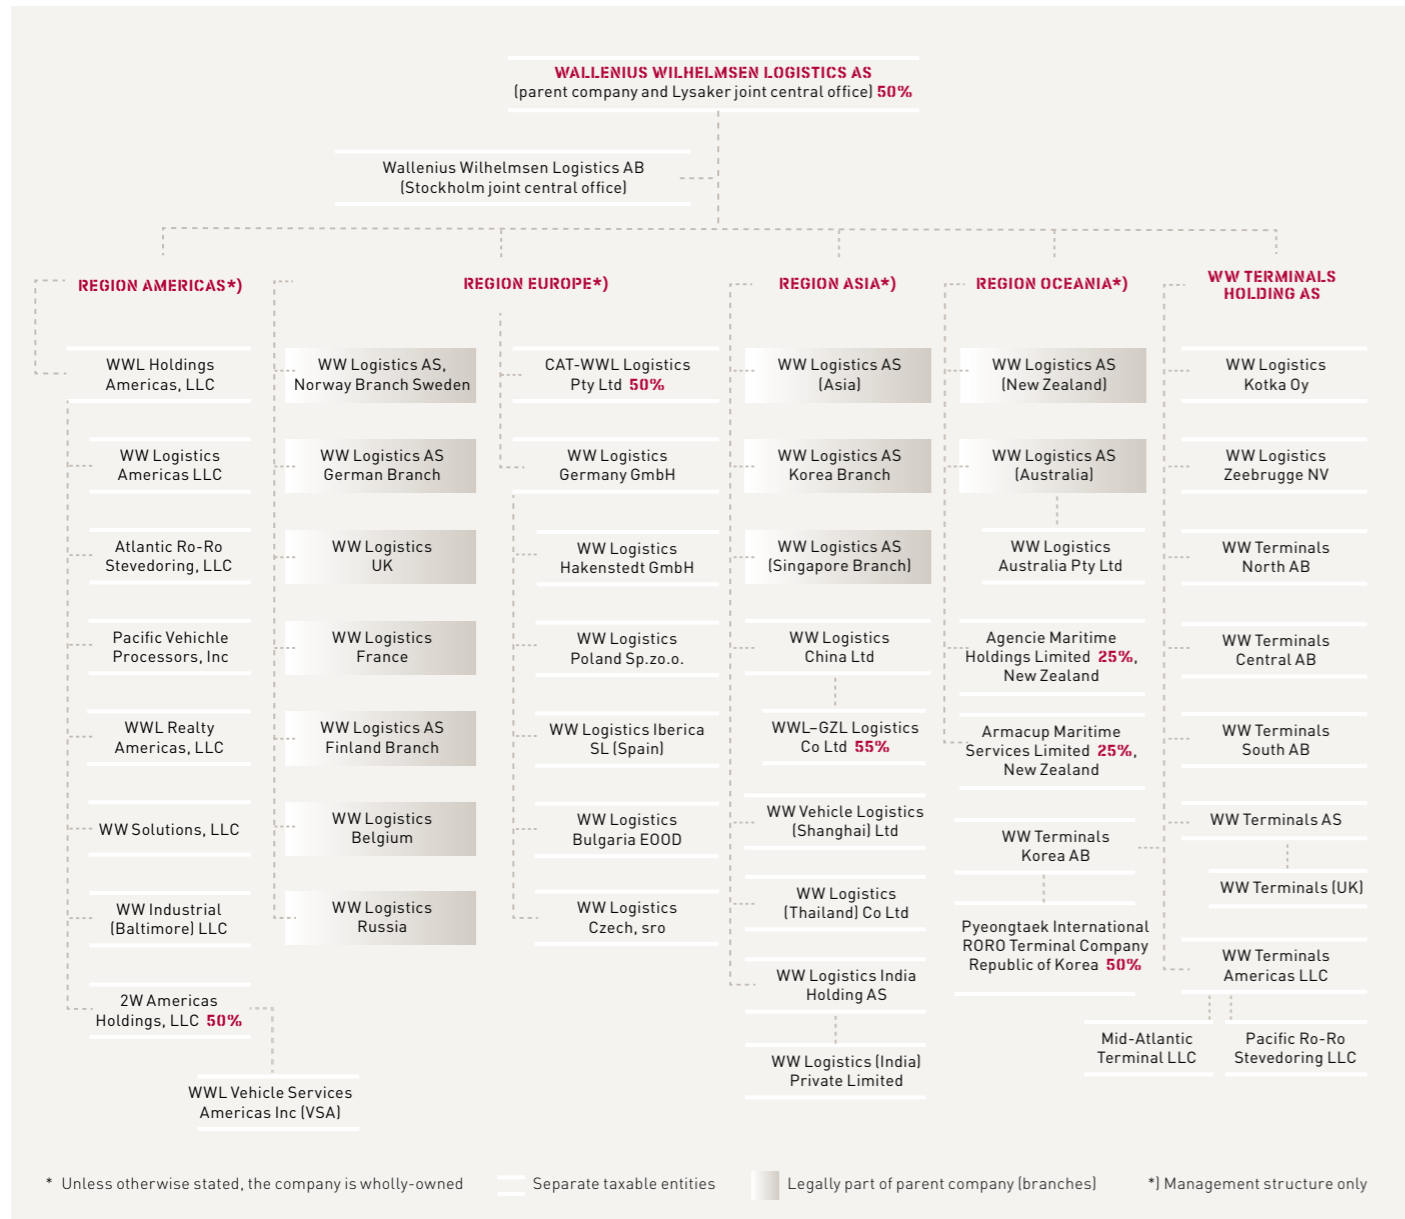 WALLENIUS WILHELMSEN LOGISTICS AS
(parent company and Lysaker joint central office) 50%
Wallenius Wilhelmsen Logistics AB
(Stockholm joint central office)
REGION AMERICAS*)
WWL Holdings
Americas, LLC
WW Logistics
Americas LLC
Atlantic Ro-Ro
Stevedoring, LLC
Pacific Vehichle
Processors, Inc
WWL Realty
Americas, LLC
WW Solutions, LLC
WW Industrial
(Baltimore) LLC
2W Americas
Holdings, LLC 50%
WWL Vehicle Services
Americas Inc (VSA)
REGION EUROPE*)
WW Logistics AS,
Norway Branch Sweden
WW Logistics AS
German Branch
WW Logistics
UK
WW Logistics
France
WW Logistics AS
Finland Branch
WW Logistics
Belgium
WW Logistics
Russia
CAT-WWL Logistics
Pty Ltd 50%
WW Logistics
Germany GmbH
WW Logistics
Hakenstedt GmbH
WW Logistics
Poland Sp.zo.o.
WW Logistics Iberica
SL (Spain)
WW Logistics
Bulgaria EOOD
WW Logistics
Czech, sro
REGION ASIA*)
WW Logistics AS
(Asia)
WW Logistics AS
Korea Branch
WW Logistics AS
(Singapore Branch)
WW Logistics
China Ltd
WWL–GZL Logistics
Co Ltd 55%
WW Vehicle Logistics
(Shanghai) Ltd
WW Logistics
(Thailand) Co Ltd
WW Logistics India
Holding AS
WW Logistics (India)
Private Limited
REGION OCEANIA*)
WW Logistics AS
(New Zealand)
WW Logistics AS
(Australia)
WW Logistics
Australia Pty Ltd
Agencie Maritime
Holdings Limited 25%,
New Zealand
Armacup Maritime
Services Limited 25%,
New Zealand
WW Terminals
Korea AB
Pyeongtaek International
RORO Terminal Company
Republic of Korea 50%
WW TERMINALS
HOLDING AS
WW Logistics
Kotka Oy
WW Logistics
Zeebrugge NV
WW Terminals
North AB
WW Terminals
Central AB
WW Terminals
South AB
WW Terminals AS
WW Terminals (UK)
WW Terminals
Americas LLC
Mid-Atlantic
Terminal LLC
Pacific Ro-Ro
Stevedoring LLC
* Unless otherwise stated, the company is wholly-owned
Separate taxable entities
Legally part of parent company (branches)
*) Management structure only